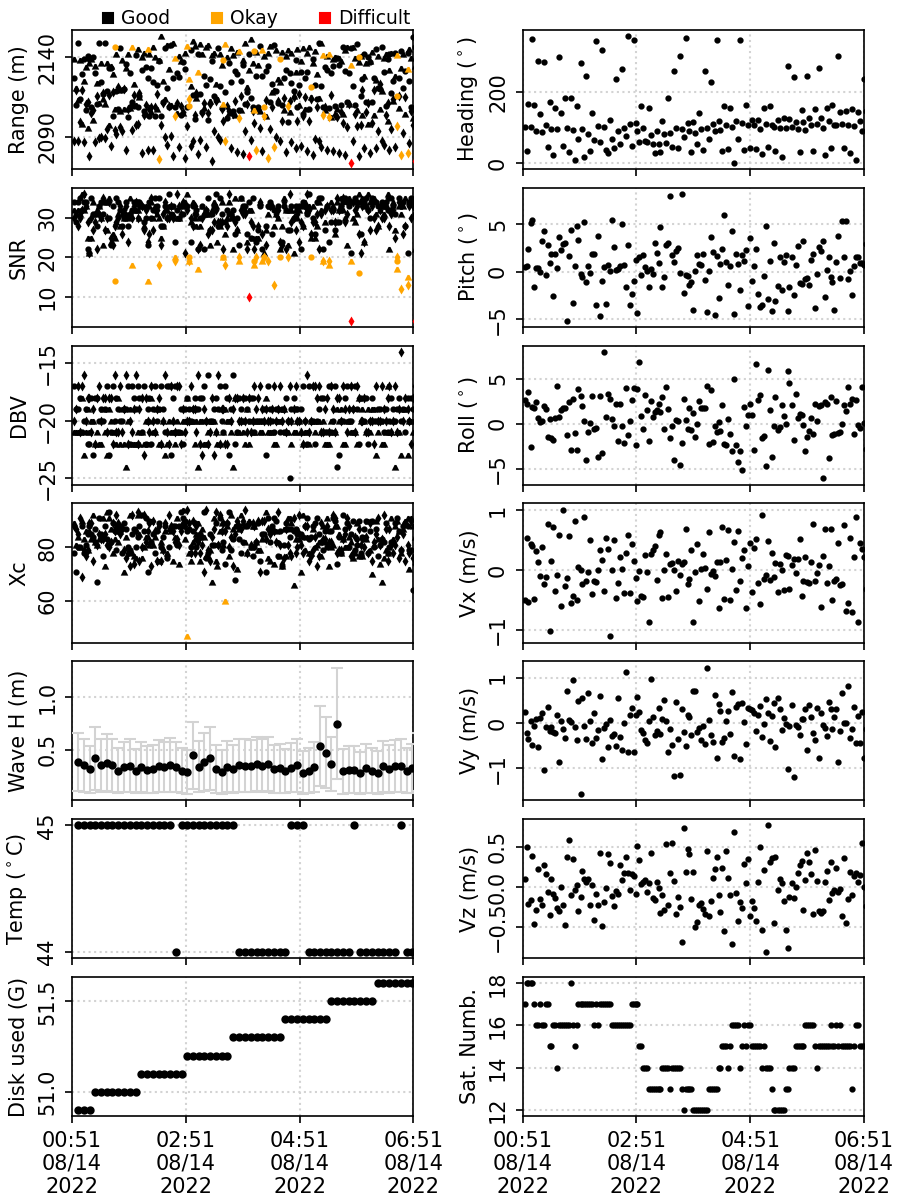 Good Okay Difficult
Range (m)
2140
2090
Heading (°)
200
0
SNR
30
20
10
Pitch (°)
5
0
−5
DBV
−15
−20
−25
Roll (°)
5
0
−5
Xc
80
60
Vx (m/s)
1
0
−1
Wave H (m)
1.0
0.5
Vy (m/s)
1
0
−1
Temp (°C)
45
44
Vz (m/s)
0.5
0.0
−0.5
Disk used (G)
51.5
51.0
Sat. Numb.
18
16
14
12
00:51 02:51 04:51 06:51 00:51 02:51 04:51 06:51
08/14 08/14 08/14 08/14 08/14 08/14 08/14 08/14
2022 2022 2022 2022 2022 2022 2022 2022